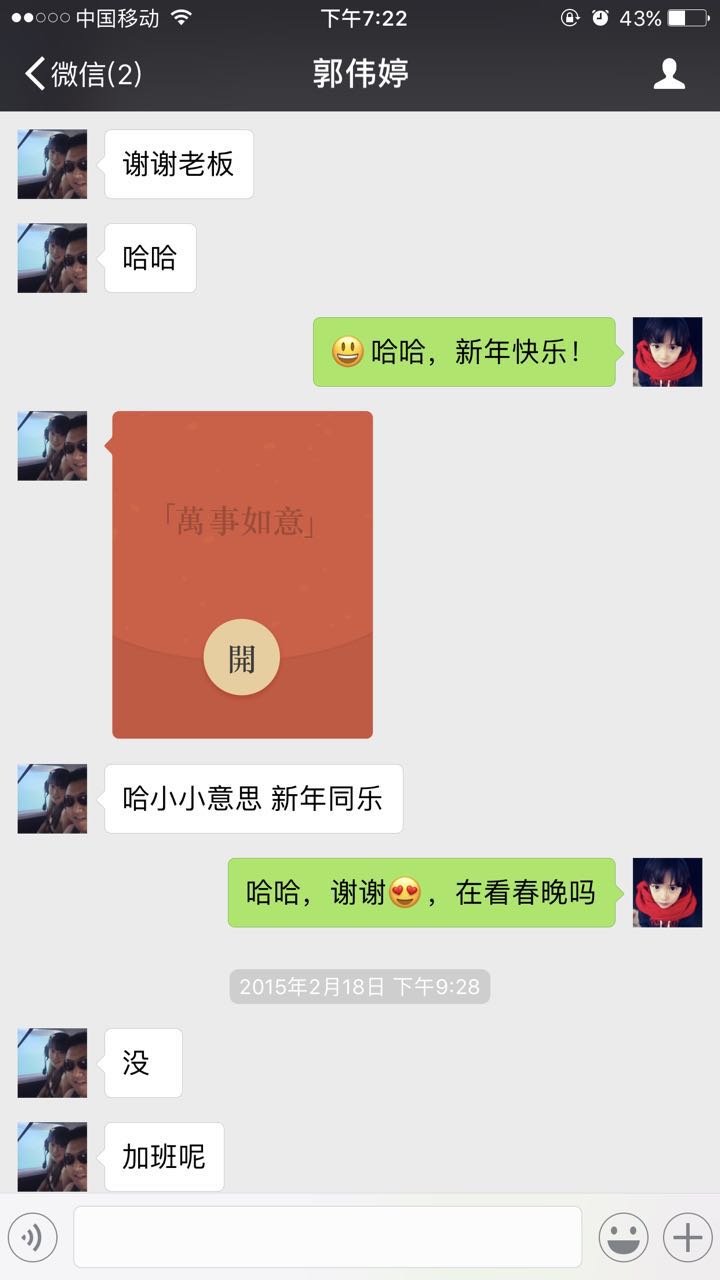 中国移动 下午7:22 43%
微信(2) 郭伟婷
谢谢老板
哈哈
😃哈哈，新年快乐！
「萬事如意」
開
哈小小意思 新年同乐
哈哈，谢谢😍，在看春晚吗
2015年2月18日 下午9:28
没
加班呢